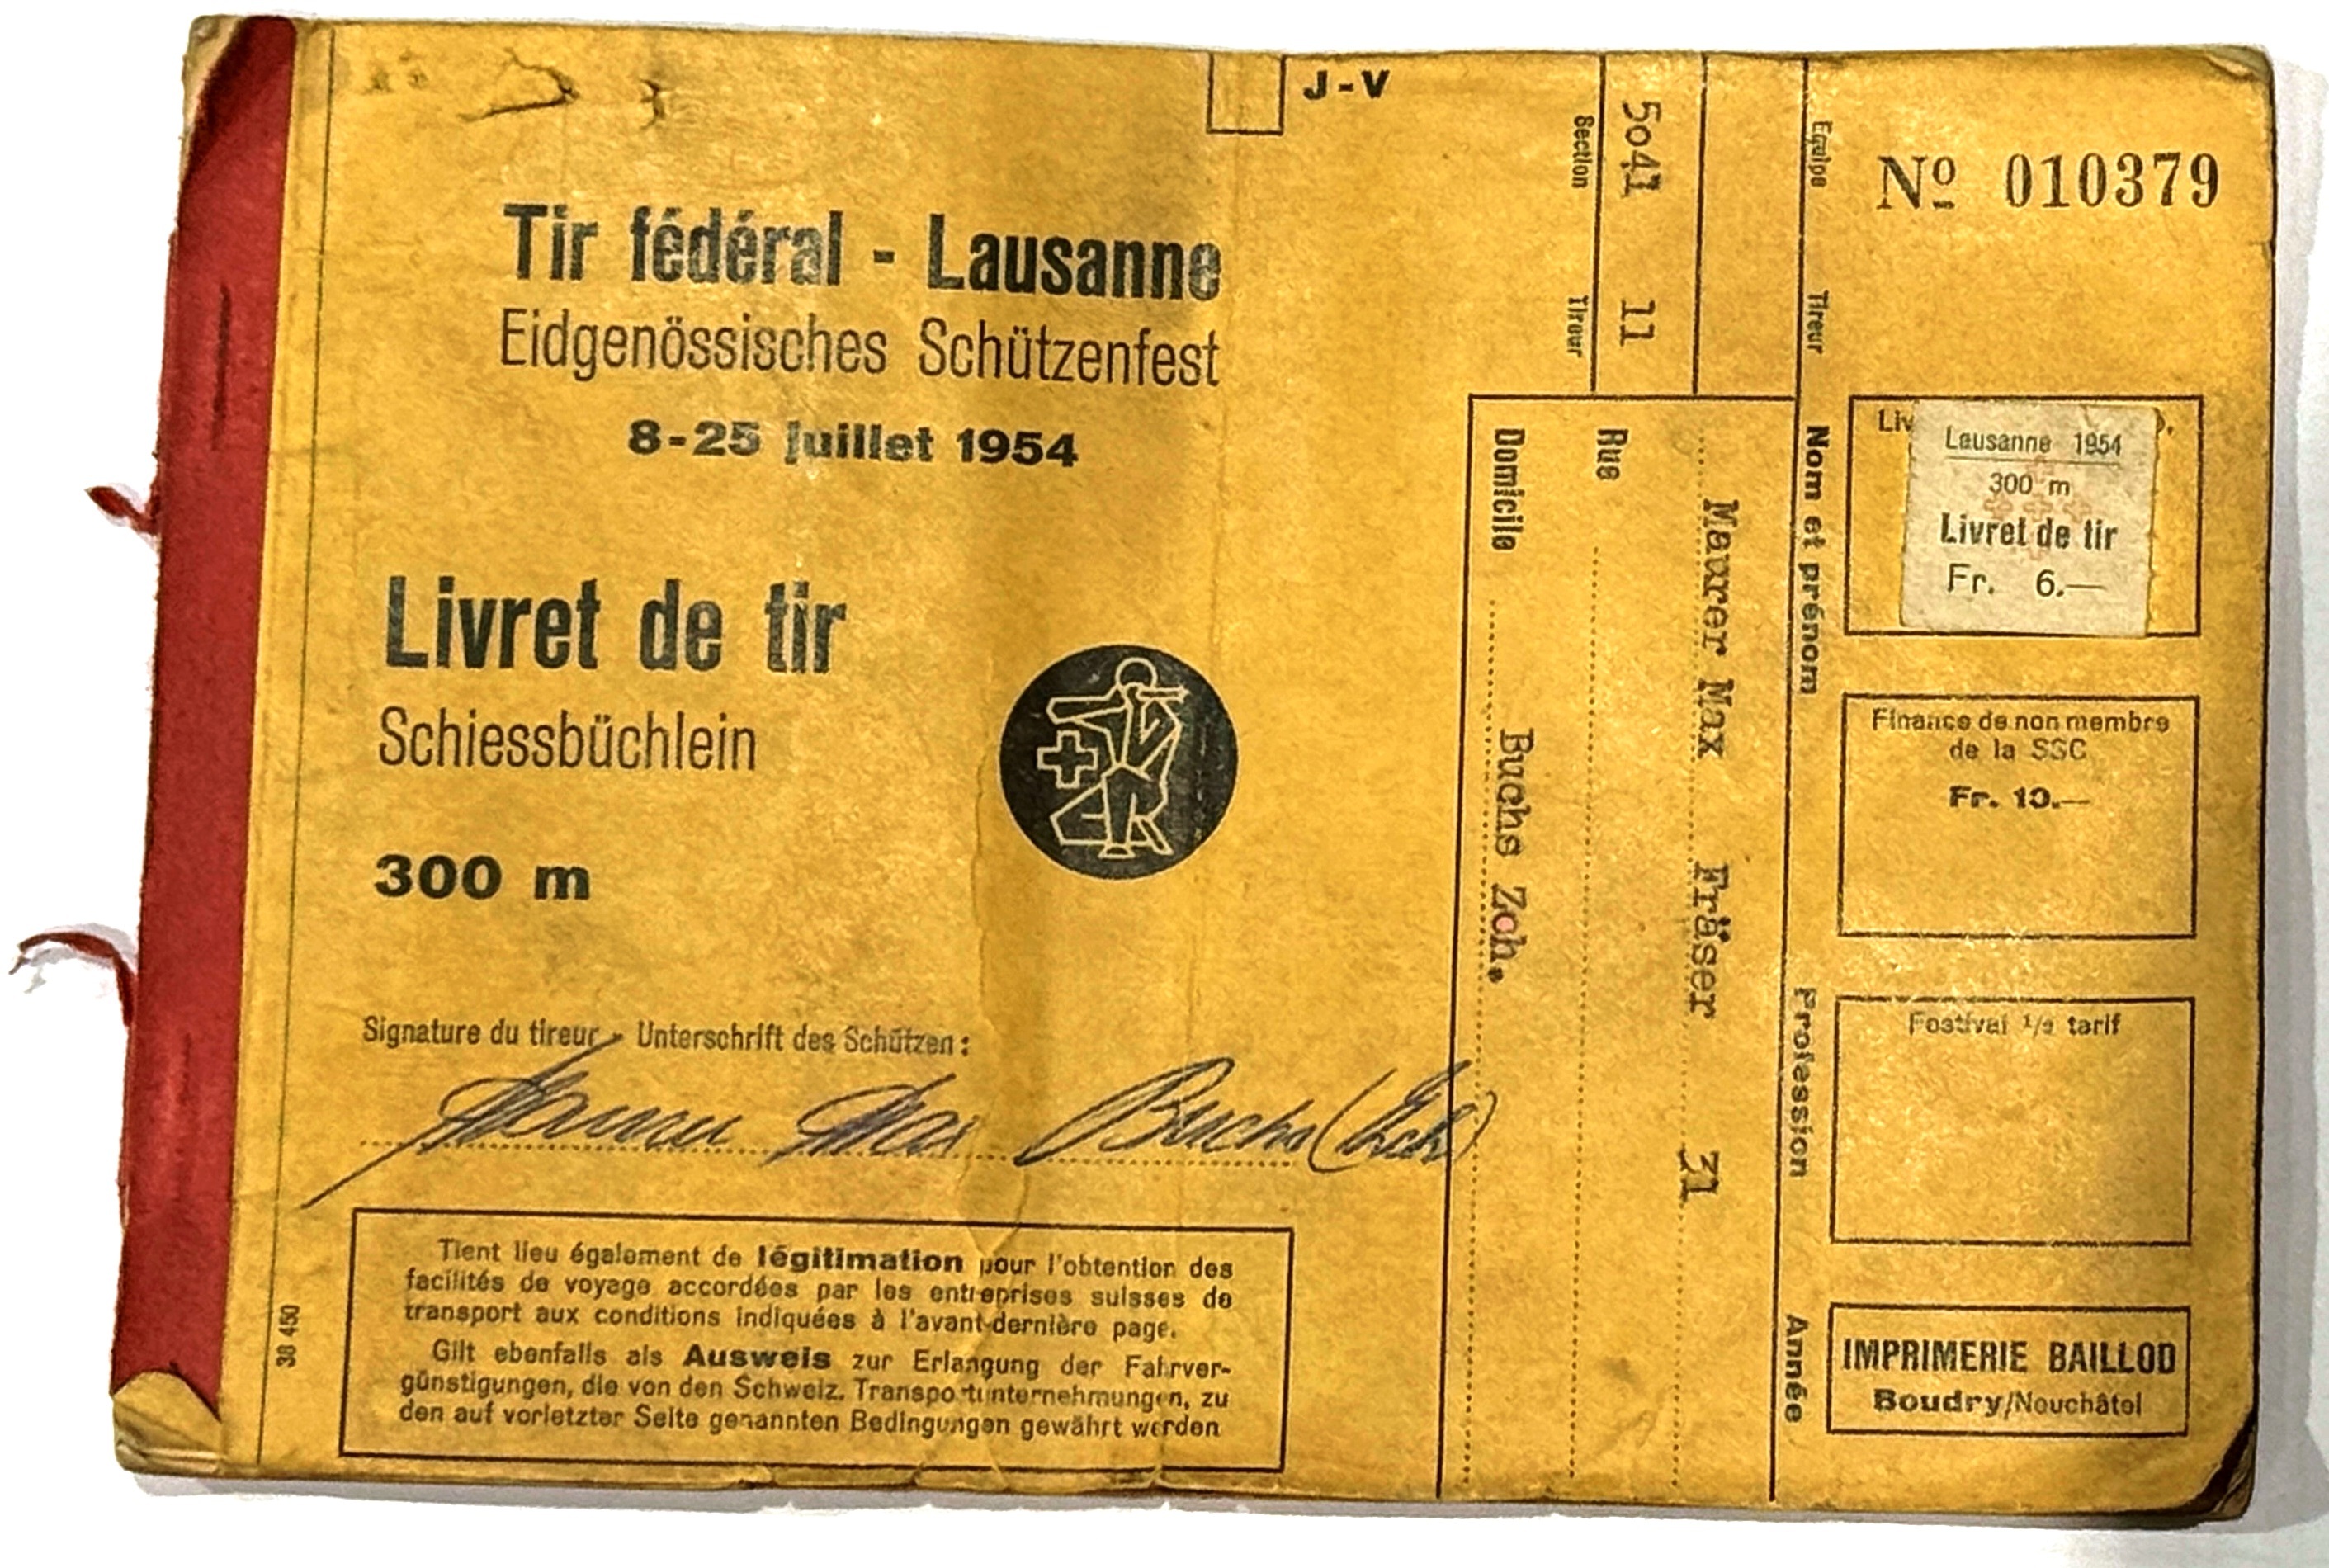 J-V
Tir fédéral - Lausanne
Eidgenössisches Schützenfest
8-25 juillet 1954
Livret de tir
Schiessbüchlein
300 m
Signature du tireur - Unterschrift des Schützen:
Maurer Max Buchs (Zch)
Tient lieu également de légitimation pour l'obtention des
facilités de voyage accordées par les entreprises suisses de
transport aux conditions indiquées à l'avant-dernière page.
Gilt ebenfalls als Ausweis zur Erlangung der Fahrver-
günstigungen, die von den Schweiz. Transportunternehmungen, zu
den auf vorletzter Seite genannten Bedingungen gewährt werden
38 450
Equipe Tireur Nom et prénom Profession Année
Maurer Max Fräser 31
5041 11 Rue
Section Tireur Domicile Buchs Zch.
Nº 010379
Liv
Lausanne 1954
300 m
Livret de tir
Fr. 6.—
Finance de non membre
de la SSC
Fr. 10.—
Festival 1/2 tarif
IMPRIMERIE BAILLOD
Boudry/Neuchâtel